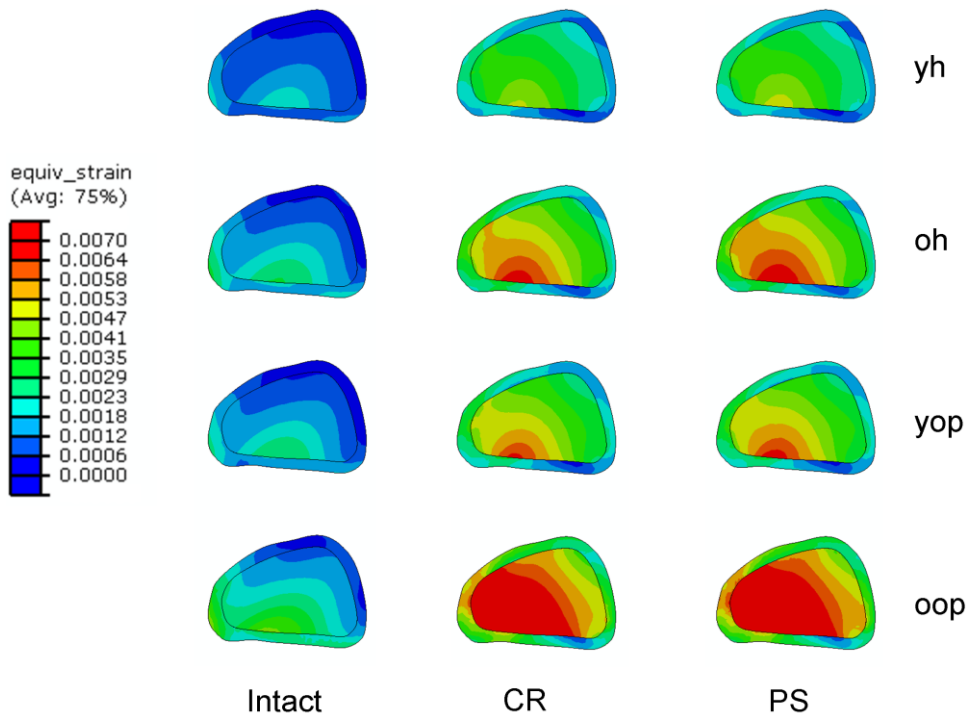 yh
equiv_strain
(Avg: 75%)
0.0070
0.0064
0.0058
0.0053
0.0047
0.0041
0.0035
0.0029
0.0023
0.0018
0.0012
0.0006
0.0000
oh
yop
oop
Intact CR PS